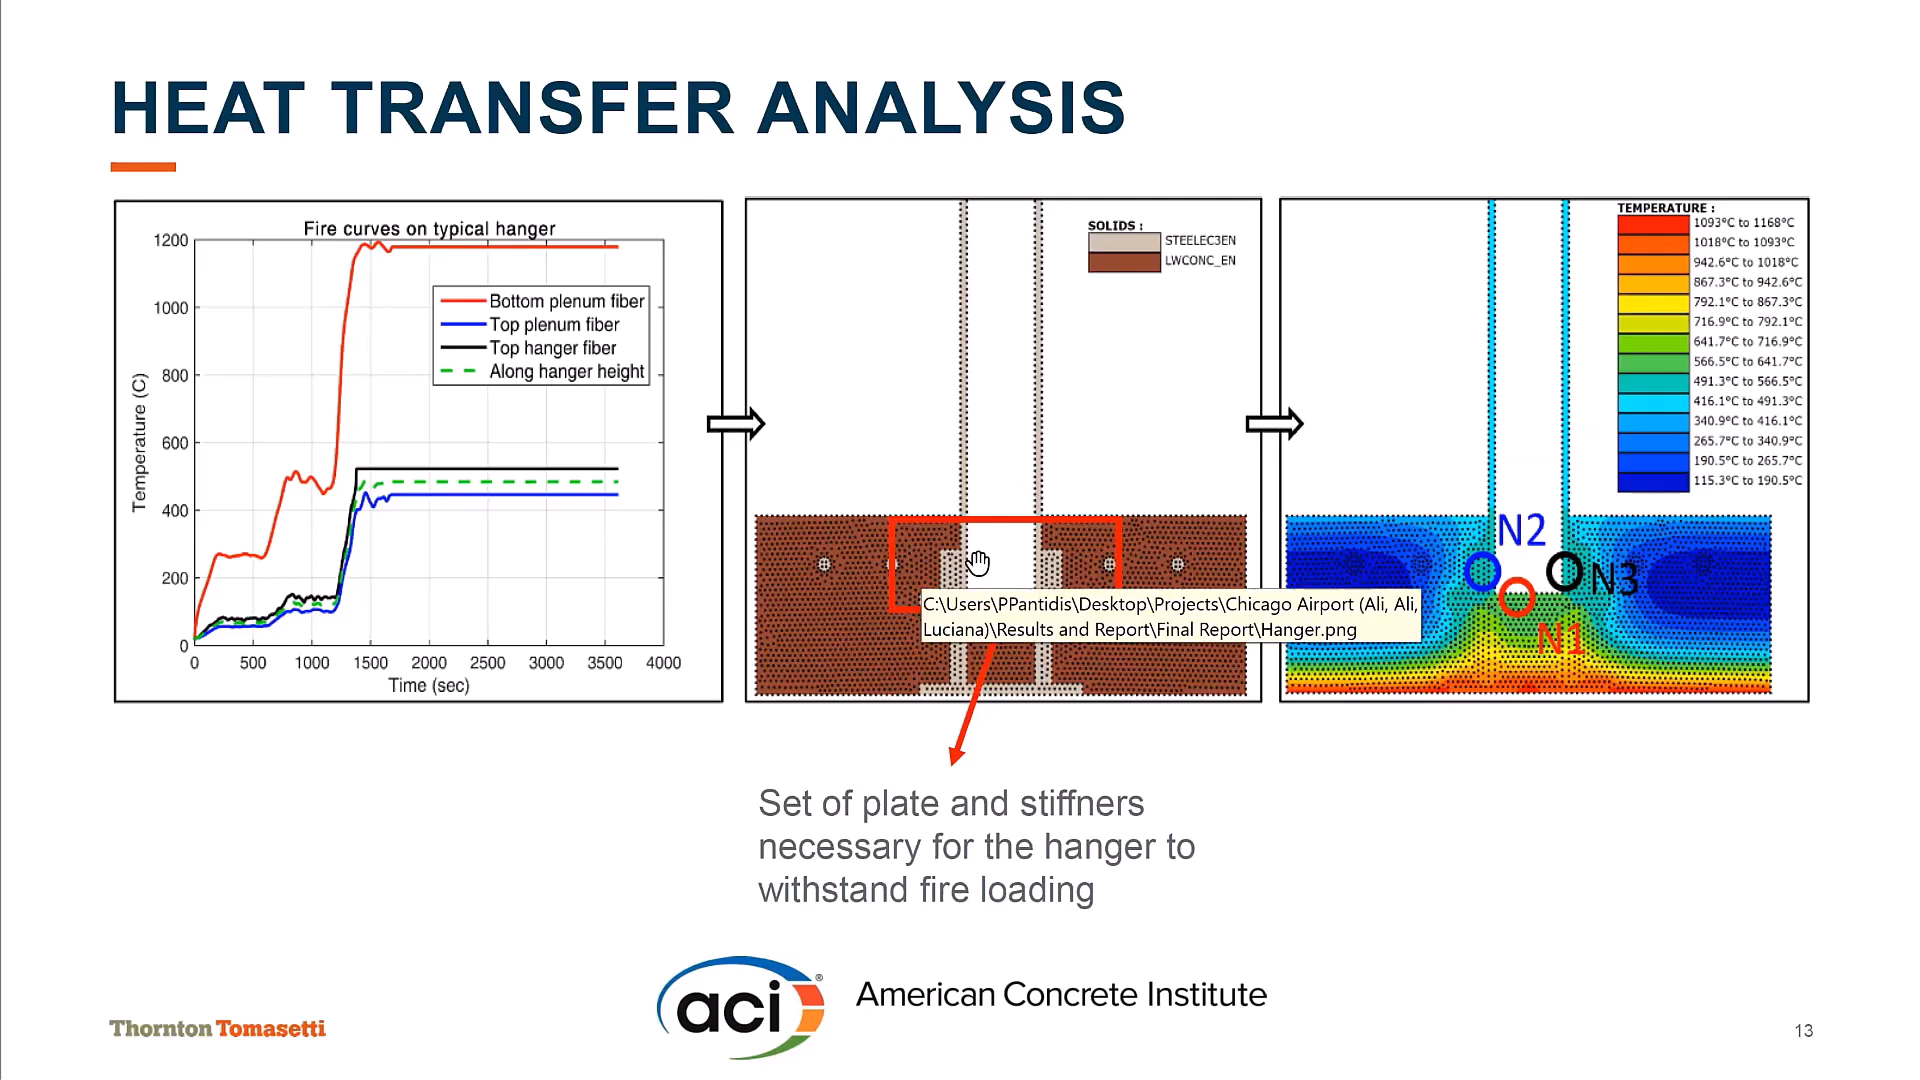 HEAT TRANSFER ANALYSIS
Fire curves on typical hanger
Temperature (C)
1200
1000
800
600
400
200
0
Bottom plenum fiber
Top plenum fiber
Top hanger fiber
Along hanger height
0 500 1000 1500 2000 2500 3000 3500 4000
Time (sec)
SOLIDS :
STEELEC3EN
LWCONC_EN
C:\Users\PPantidis\Desktop\Projects\Chicago Airport (Ali, Ali,
Luciana)\Results and Report\Final Report\Hanger.png
TEMPERATURE :
1093°C to 1168°C
1018°C to 1093°C
942.6°C to 1018°C
867.3°C to 942.6°C
792.1°C to 867.3°C
716.9°C to 792.1°C
641.7°C to 716.9°C
566.5°C to 641.7°C
491.3°C to 566.5°C
416.1°C to 491.3°C
340.9°C to 416.1°C
265.7°C to 340.9°C
190.5°C to 265.7°C
115.3°C to 190.5°C
N2
N3
N1
Set of plate and stiffners
necessary for the hanger to
withstand fire loading
Thornton Tomasetti
aci®
American Concrete Institute
13